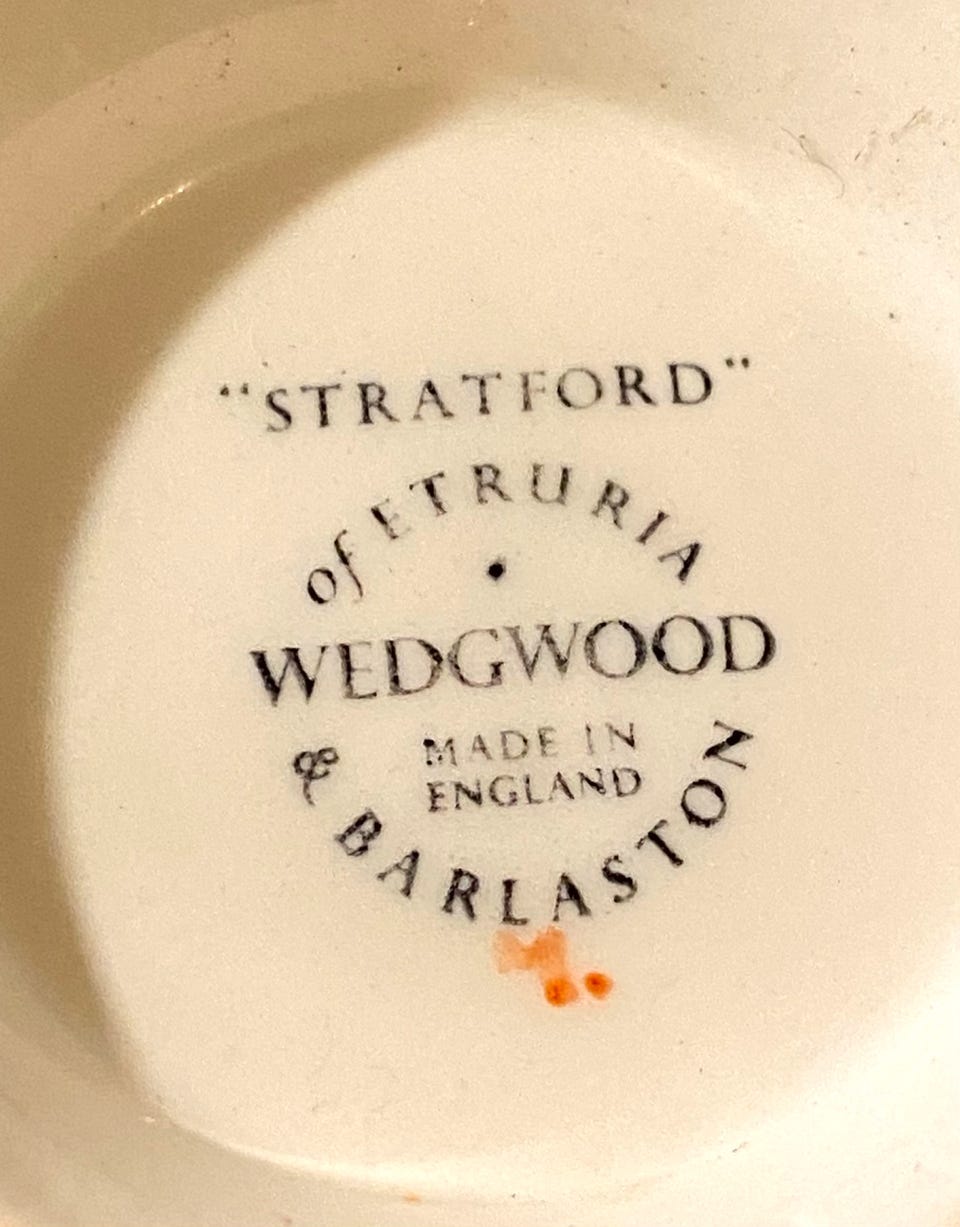 "STRATFORD"
of ETRURIA
WEDGWOOD
MADE IN
ENGLAND
& BARLASTON